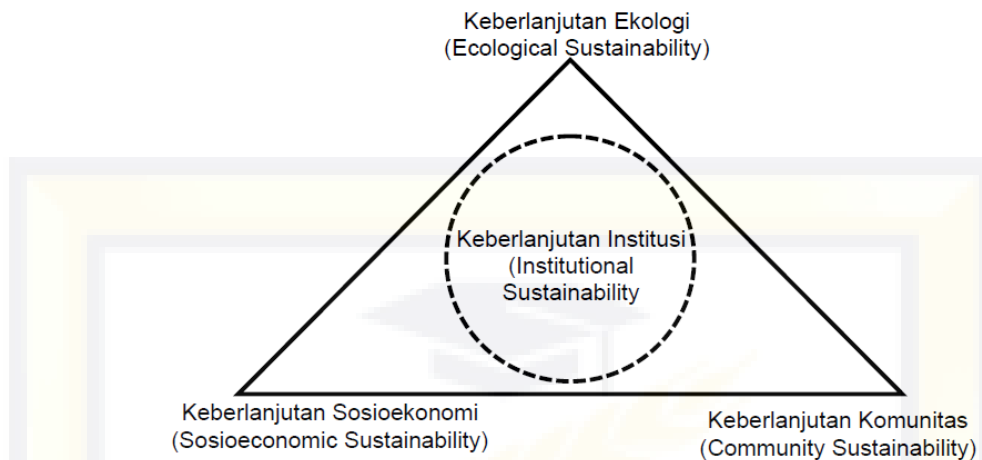 Keberlanjutan Ekologi
(Ecological Sustainability)
Keberlanjutan Institusi
(Institutional
Sustainability
Keberlanjutan Sosioekonomi
(Sosioeconomic Sustainability)
Keberlanjutan Komunitas
(Community Sustainability)